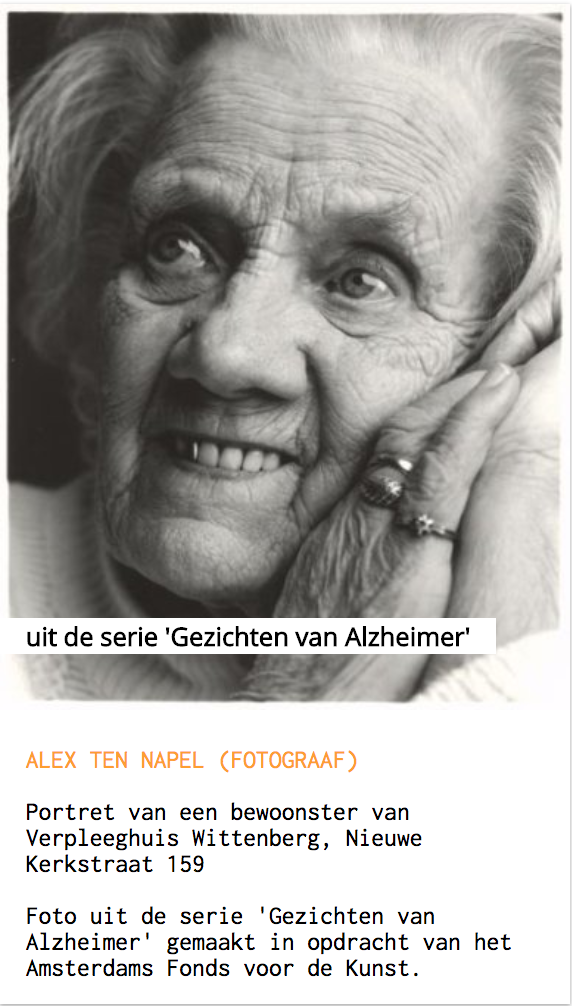 uit de serie 'Gezichten van Alzheimer'
ALEX TEN NAPEL (FOTOGRAAF)
Portret van een bewoonster van
Verpleeghuis Wittenberg, Nieuwe
Kerkstraat 159
Foto uit de serie 'Gezichten van
Alzheimer' gemaakt in opdracht van het
Amsterdams Fonds voor de Kunst.